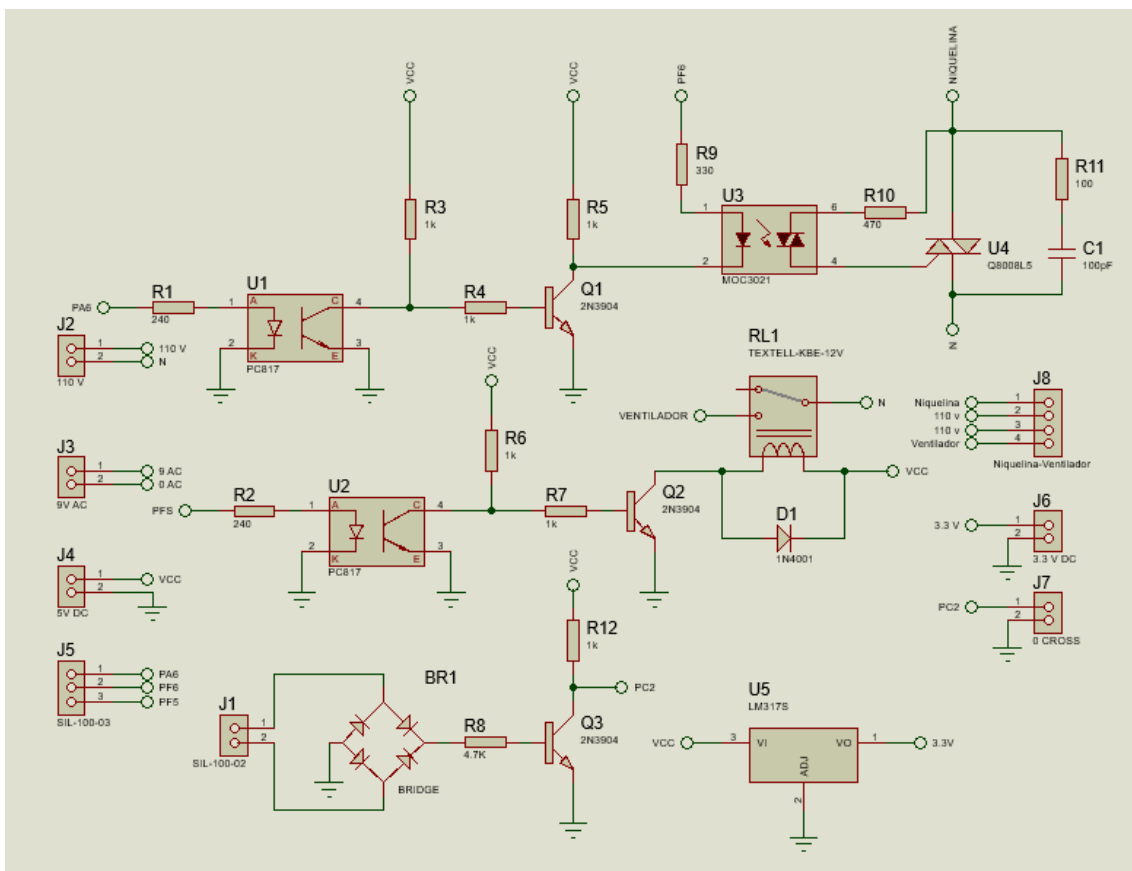 VCC
VCC
PF6
NIQUELINA
R3
1k
R5
1k
R9
330
U3
1
2
6
4
MOC3021
R10
470
R11
100
U4
Q8008L5
C1
100pF
N
PA6
R1
240
U1
1
2
4
3
A
K
C
E
PC817
R4
1k
Q1
2N3904
J2
1
2
110 V
N
110 V
VCC
R6
1k
RL1
TEXTELL-KBE-12V
VENTILADOR
N
VCC
J8
Niquelina
110 v
110 v
Ventilador
1
2
3
4
Niquelina-Ventilador
J3
1
2
9 AC
0 AC
9V AC
PFS
R2
240
U2
1
2
4
3
A
K
C
E
PC817
R7
1k
Q2
2N3904
D1
1N4001
J6
3.3 V
1
2
3.3 V DC
J4
1
2
VCC
5V DC
J7
PC2
1
2
0 CROSS
VCC
R12
1k
PC2
J5
1
2
3
PA6
PF6
PF5
SIL-100-03
J1
1
2
SIL-100-02
BR1
BRIDGE
R8
4.7K
Q3
2N3904
U5
LM317S
VCC
3
VI
VO
1
3.3V
ADJ
2